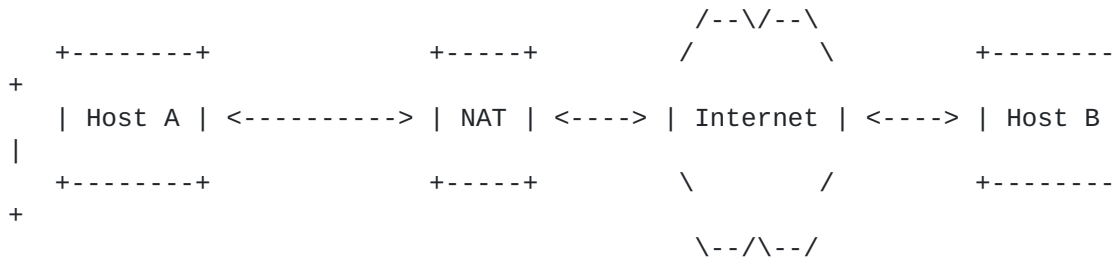 /--\/--\
   +--------+               +-----+          /        \          +--------
+
   | Host A | <----------> | NAT | <----> | Internet | <----> | Host B
|
   +--------+               +-----+          \        /          +--------
+
                                              \--/\--/